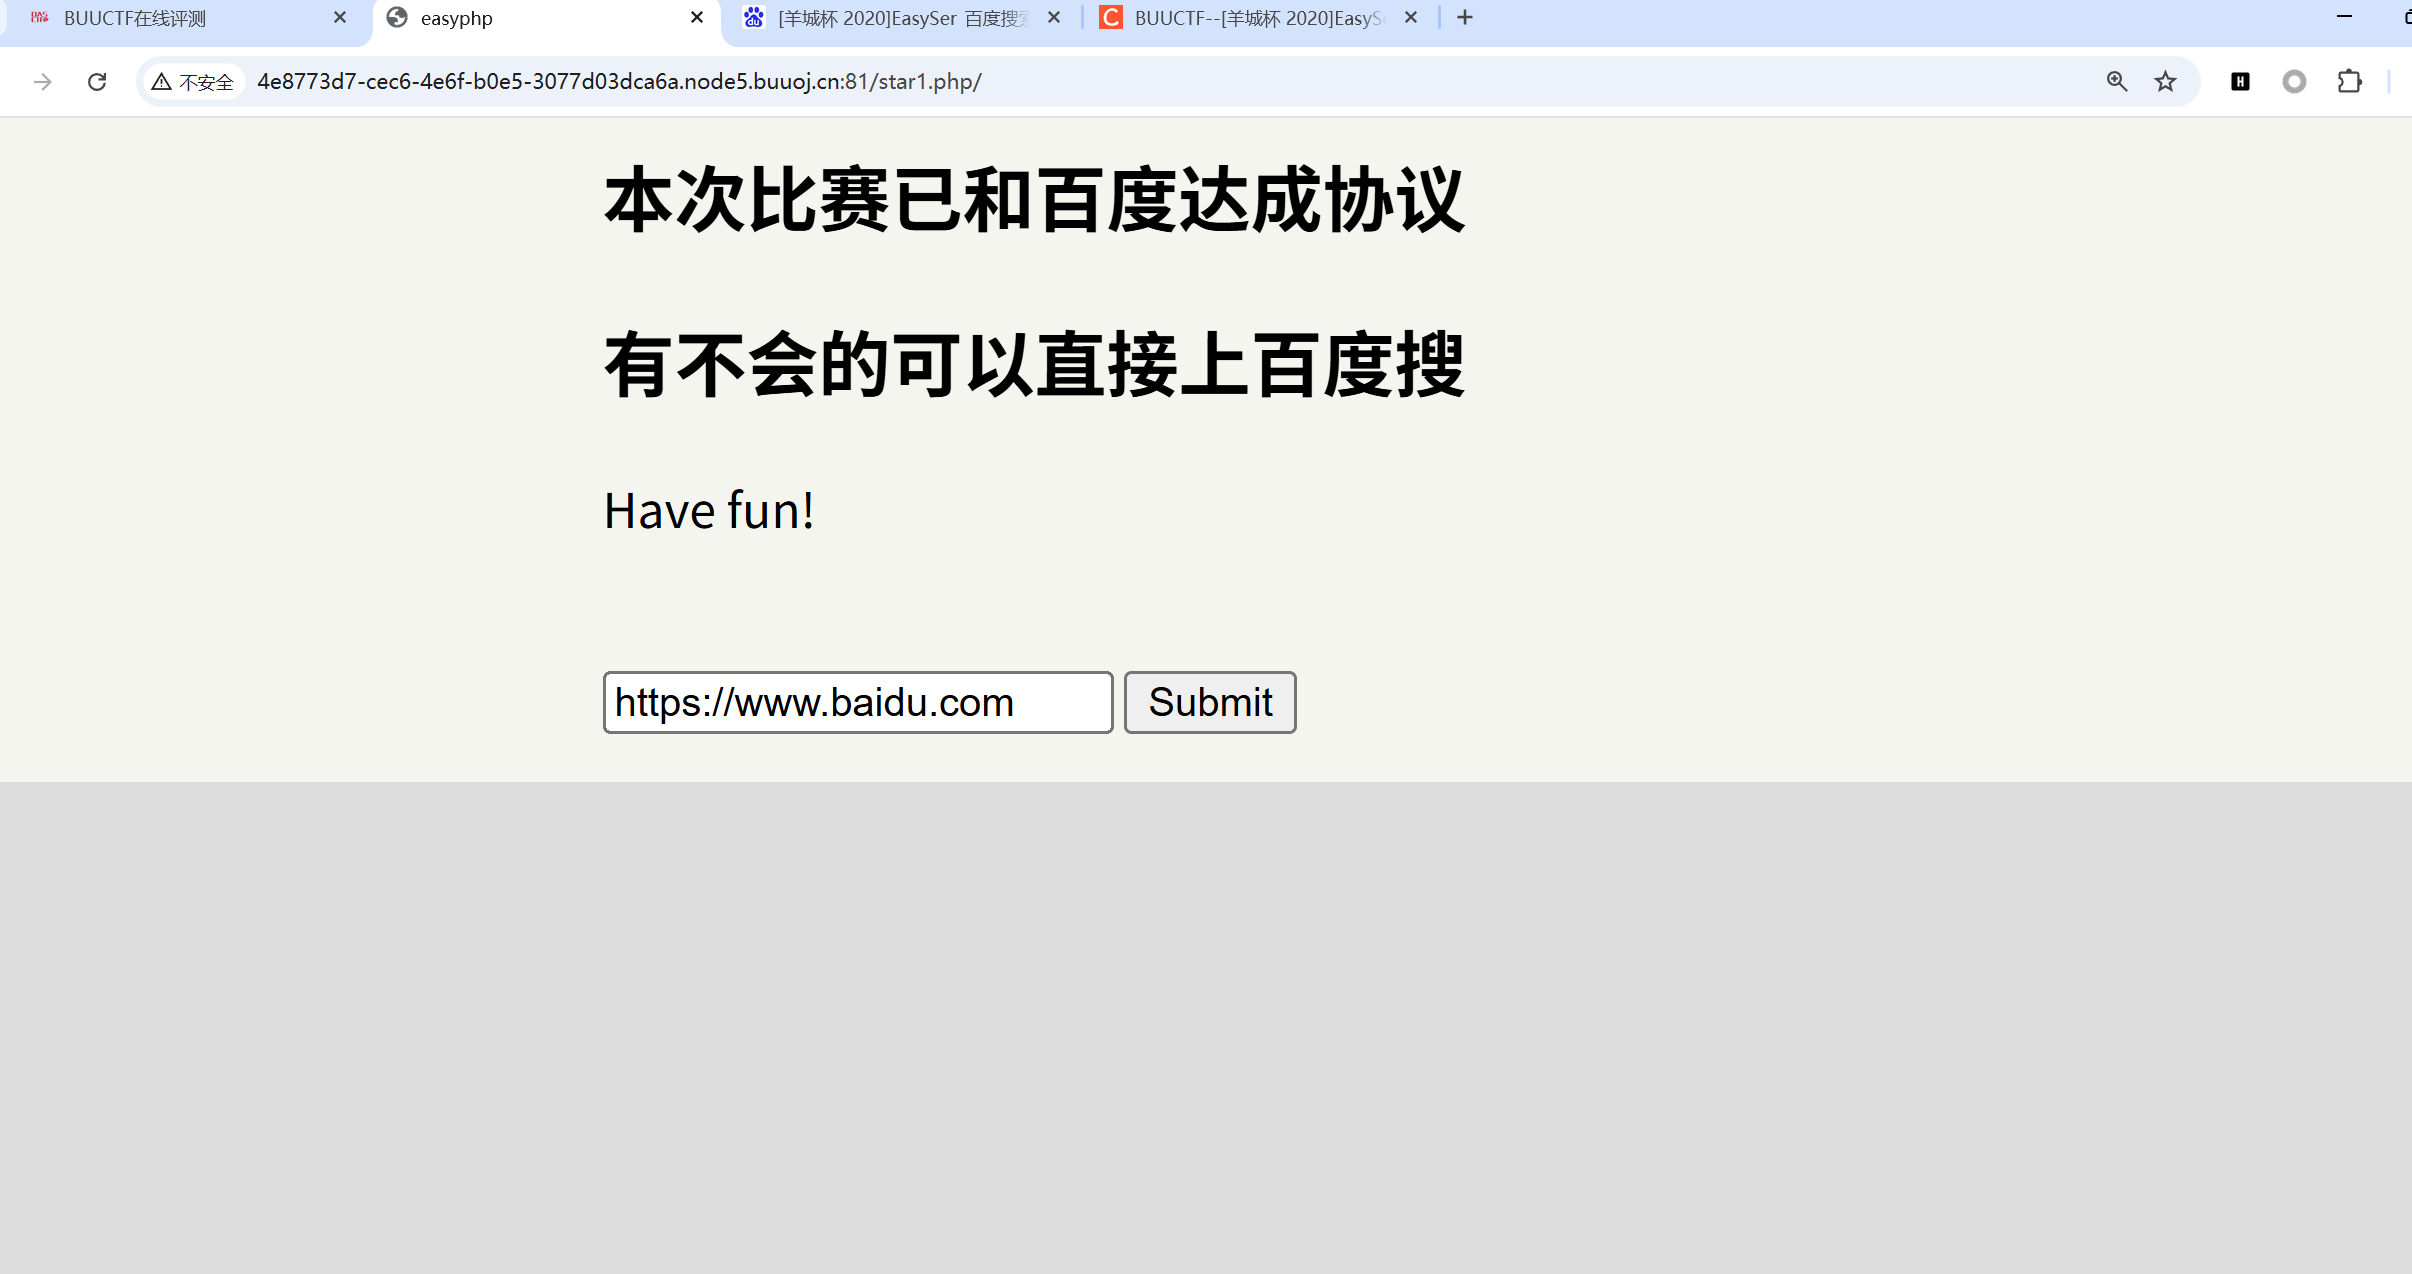 BUUCTF在线评测
easyphp
[羊城杯 2020]EasySer 百度搜索
BUUCTF--[羊城杯 2020]EasyS
不安全
4e8773d7-cec6-4e6f-b0e5-3077d03dca6a.node5.buuoj.cn:81/star1.php/
本次比赛已和百度达成协议
有不会的可以直接上百度搜
Have fun!
https://www.baidu.com Submit